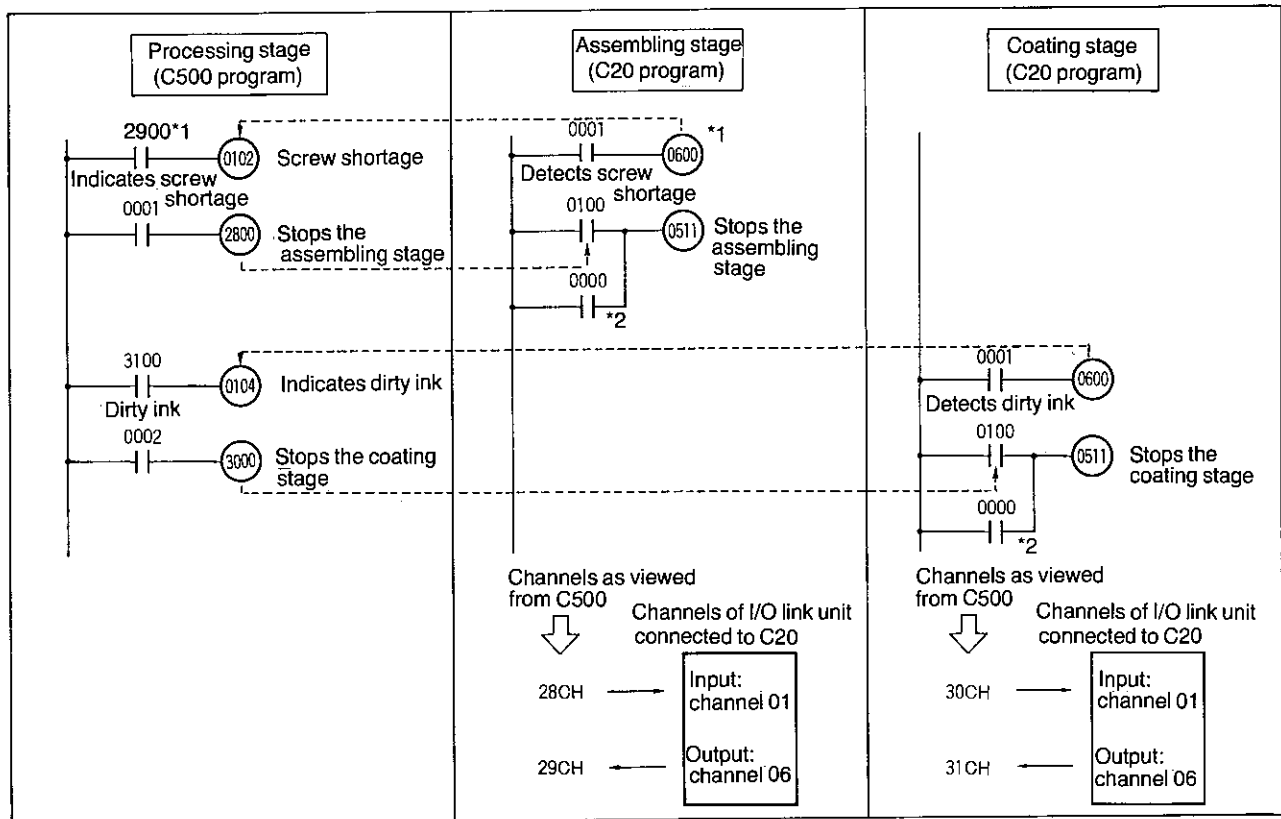 Processing stage
(C500 program)
2900*1
0102
Screw shortage
Indicates screw
shortage
0001
2800
Stops the
assembling stage
3100
0104
Indicates dirty ink
Dirty ink
0002
3000
Stops the coating
stage
Assembling stage
(C20 program)
0001
*1
0600
Detects screw
shortage
0100
0511
Stops the
assembling
stage
0000
*2
Channels as viewed
from C500
Channels of I/O link unit
connected to C20
28CH
Input:
channel 01
29CH
Output:
channel 06
Coating stage
(C20 program)
0001
0600
Detects dirty ink
0100
0511
Stops the
coating stage
0000
*2
Channels as viewed
from C500
Channels of I/O link unit
connected to C20
30CH
Input:
channel 01
31CH
Output:
channel 06